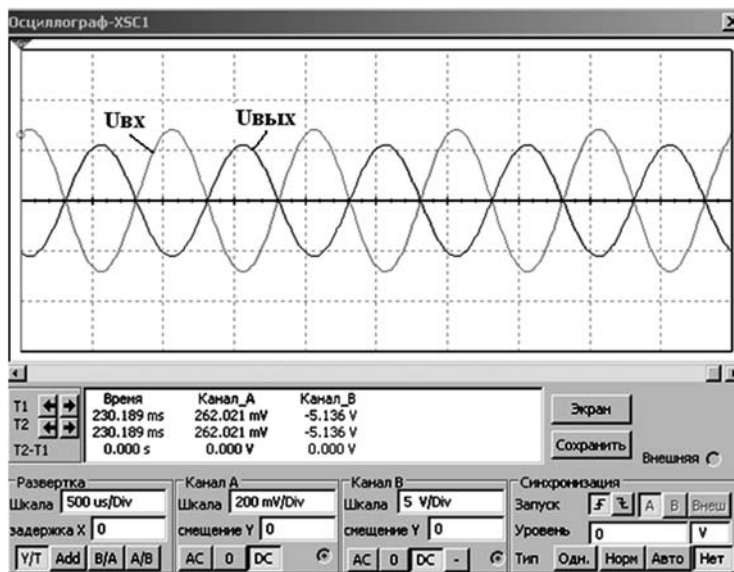 Осциллограф-XSC1
Uвх
Uвых
Время Канал_A Канал_B
T1 230.189 ms 262.021 mV -5.136 V
T2 230.189 ms 262.021 mV -5.136 V
T2-T1 0.000 s 0.000 V 0.000 V
Экран
Сохранить
Внешняя
Развертка
Шкала 500 us/Div
задержка X 0
Y/T Add B/A A/B
Канал A
Шкала 200 mV/Div
смещение Y 0
AC 0 DC
Канал B
Шкала 5 V/Div
смещение Y 0
AC 0 DC -
Синхронизация
Запуск A B Внеш
Уровень 0 V
Тип Одн. Норм Авто Нет